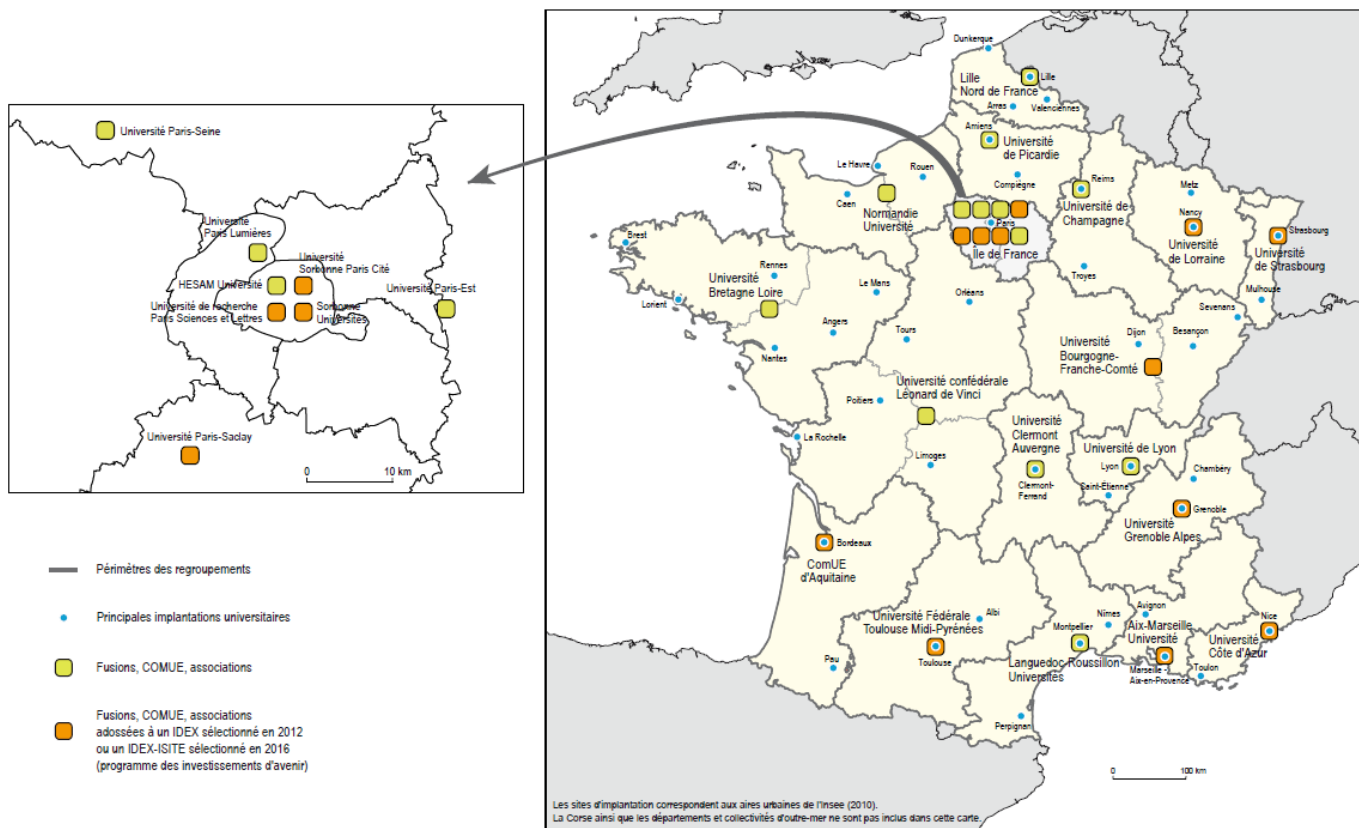 Université Paris-Seine
Université
Paris Lumières
Université
Sorbonne Paris Cité
HESAM Université
Université Paris-Est
Université de recherche
Paris Sciences et Lettres
Sorbonne
Universités
Université Paris-Saclay
0
10 km
Périmètres des regroupements
Principales implantations universitaires
Fusions, COMUE, associations
Fusions, COMUE, associations
adossées à un IDEX sélectionné en 2012
ou un IDEX-ISITE sélectionné en 2016
(programme des investissements d'avenir)
Dunkerque
Lille
Nord de France
Lille
Arras
Valenciennes
Amiens
Université
de Picardie
Le Havre
Rouen
Compiègne
Reims
Metz
Caen
Normandie
Université
Paris
Île de France
Université de
Champagne
Nancy
Université
de Lorraine
Strasbourg
Université
de Strasbourg
Brest
Rennes
Université
Bretagne Loire
Le Mans
Orléans
Troyes
Mulhouse
Lorient
Angers
Tours
Sevenans
Nantes
Dijon
Besançon
Université
Bourgogne-
Franche-Comté
Université confédérale
Léonard de Vinci
Poitiers
La Rochelle
Limoges
Université
Clermont
Auvergne
Clermont-
Ferrand
Université de Lyon
Lyon
Saint-Étienne
Chambéry
Grenoble
Université
Grenoble Alpes
Bordeaux
ComUE
d'Aquitaine
Université Fédérale
Toulouse Midi-Pyrénées
Albi
Toulouse
Pau
Montpellier
Nîmes
Languedoc Roussillon
Universités
Perpignan
Avignon
Aix-Marseille
Université
Marseille -
Aix-en-Provence
Toulon
Nice
Université
Côte d'Azur
0
100 km
Les sites d'implantation correspondent aux aires urbaines de l'Insee (2010).
La Corse ainsi que les départements et collectivités d'outre-mer ne sont pas inclus dans cette carte.